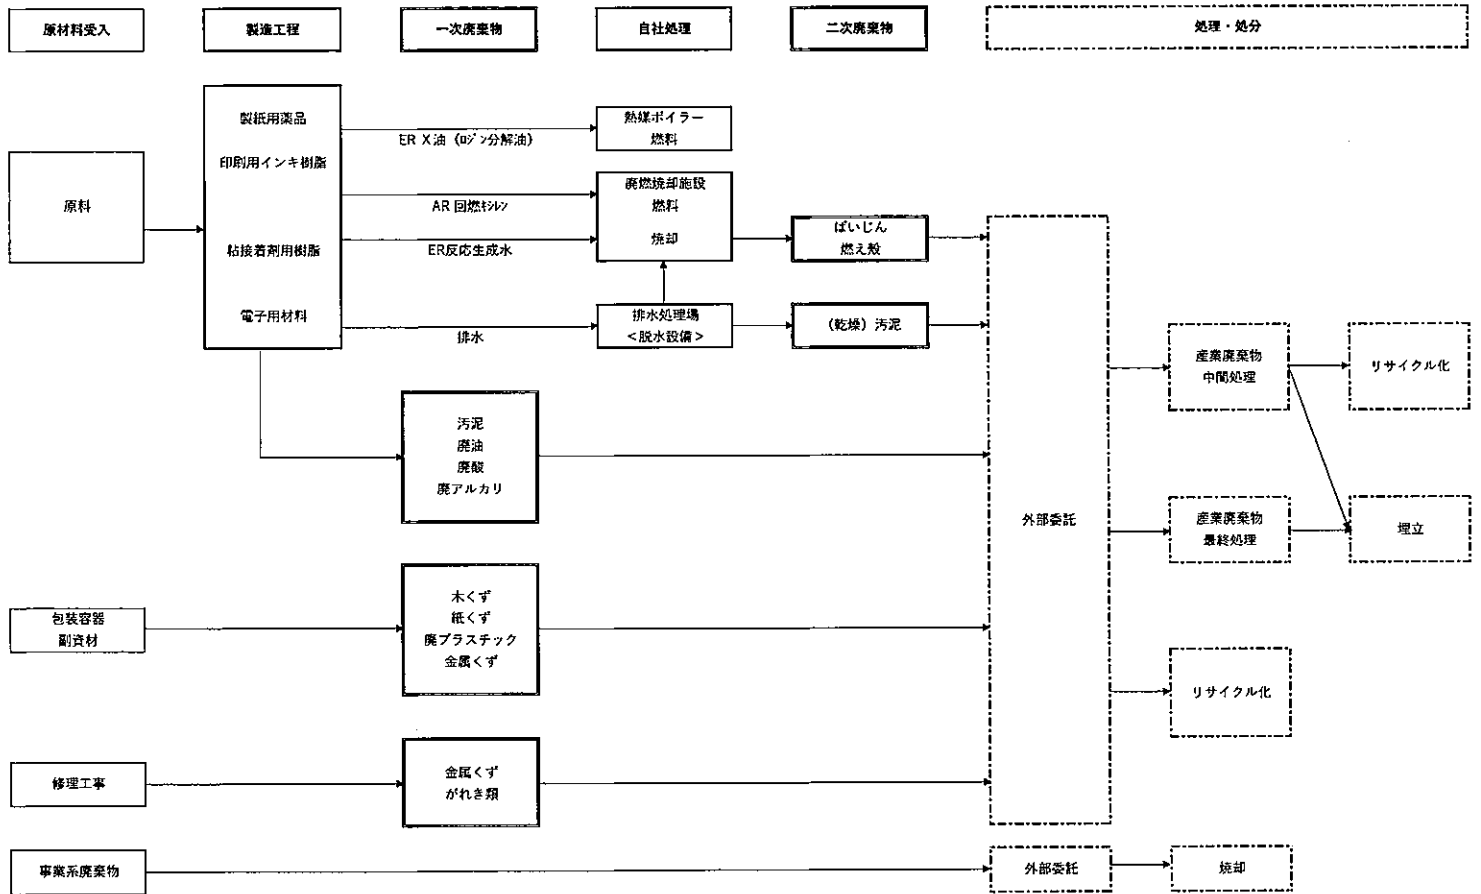 原材料受入
製造工程
一次廃棄物
自社処理
二次廃棄物
処理・処分
原料
製紙用薬品
印刷用インキ樹脂
粘接着剤用樹脂
電子用材料
ER X油（ロジン分解油）
AR 回燃キシレン
ER反応生成水
排水
熱媒ボイラー
燃料
廃燃焼却施設
燃料
焼却
排水処理場
＜脱水設備＞
ばいじん
燃え殻
（乾燥）汚泥
汚泥
廃油
廃酸
廃アルカリ
外部委託
産業廃棄物
中間処理
リサイクル化
産業廃棄物
最終処理
埋立
包装容器
副資材
木くず
紙くず
廃プラスチック
金属くず
リサイクル化
修理工事
金属くず
がれき類
事業系廃棄物
外部委託
焼却